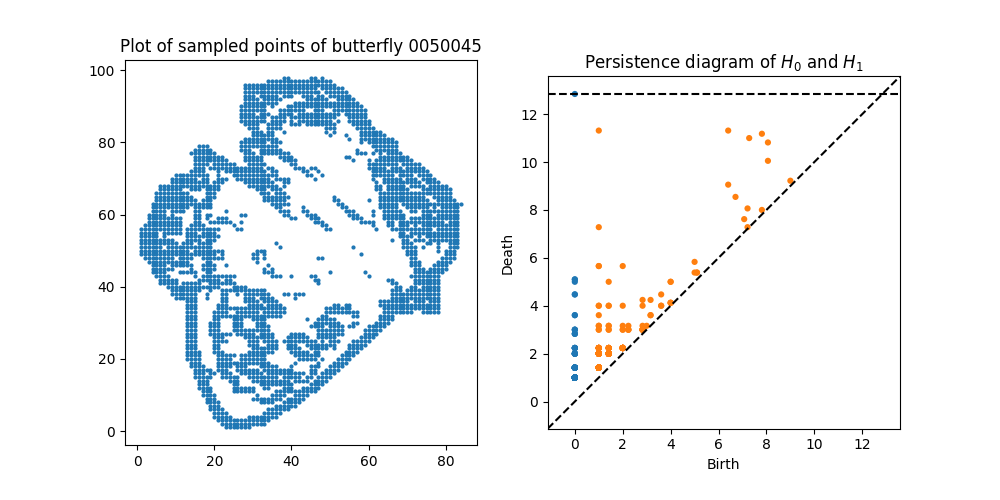 Plot of sampled points of butterfly 0050045
100
80
60
40
20
0
0 20 40 60 80
Persistence diagram of H0 and H1
12
10
8
6
4
2
0
Death
0 2 4 6 8 10 12
Birth